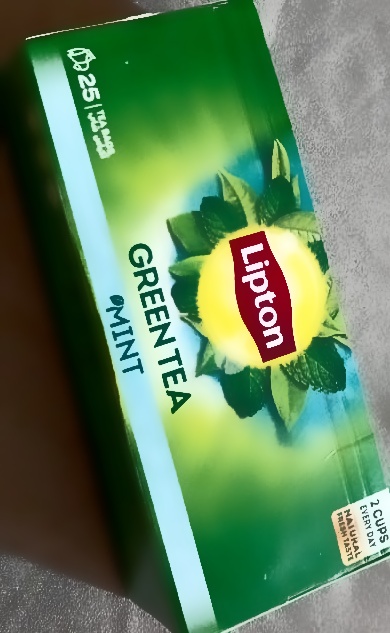 25
Lipton
GREEN TEA
MINT
2 CUPS
EVERY DAY
NATURAL
FRESH TASTE